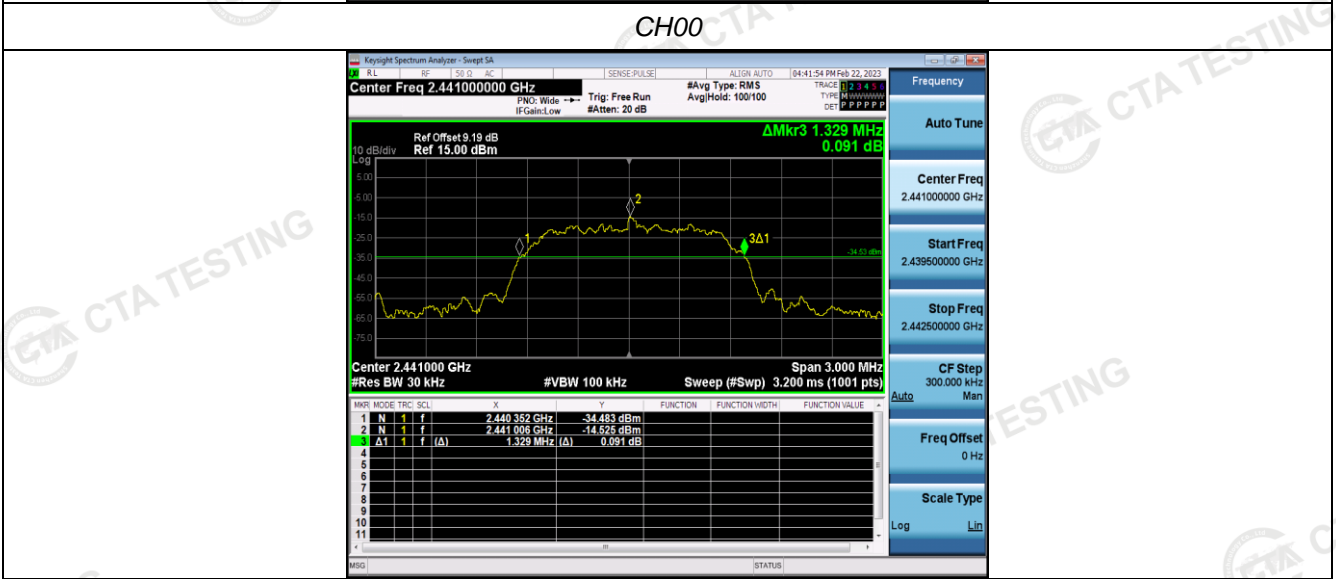 CH00
Keysight Spectrum Analyzer - Swept SA
RL RF 50 Ω AC SENSE:PULSE ALIGN AUTO 04:41:54 PM Feb 22, 2023
Center Freq 2.441000000 GHz
PNO: Wide
IFGain:Low
Trig: Free Run
#Atten: 20 dB
#Avg Type: RMS
Avg|Hold: 100/100
TRACE 1 2 3 4 5 6
TYPE M WWWWW
DET P P P P P P
Frequency
Auto Tune
Center Freq
2.441000000 GHz
Start Freq
2.439500000 GHz
Stop Freq
2.442500000 GHz
CF Step
300.000 kHz
Auto Man
Freq Offset
0 Hz
Scale Type
Log Lin
ΔMkr3 1.329 MHz
0.091 dB
Ref Offset 9.19 dB
10 dB/div Ref 15.00 dBm
Log
5.00
-5.00
-15.0
-25.0
-35.0
-45.0
-55.0
-65.0
-75.0
1
2
3Δ1
-34.53 dBm
Center 2.441000 GHz Span 3.000 MHz
#Res BW 30 kHz #VBW 100 kHz Sweep (#Swp) 3.200 ms (1001 pts)
MKR MODE TRC SCL X Y FUNCTION FUNCTION WIDTH FUNCTION VALUE
1 N 1 f 2.440 352 GHz -34.483 dBm
2 N 1 f 2.441 006 GHz -14.525 dBm
3 Δ1 1 f (Δ) 1.329 MHz (Δ) 0.091 dB
4
5
6
7
8
9
10
11
MSG STATUS
CTA TESTING
CTA TESTING
CTA TESTING
CTA
ESTING